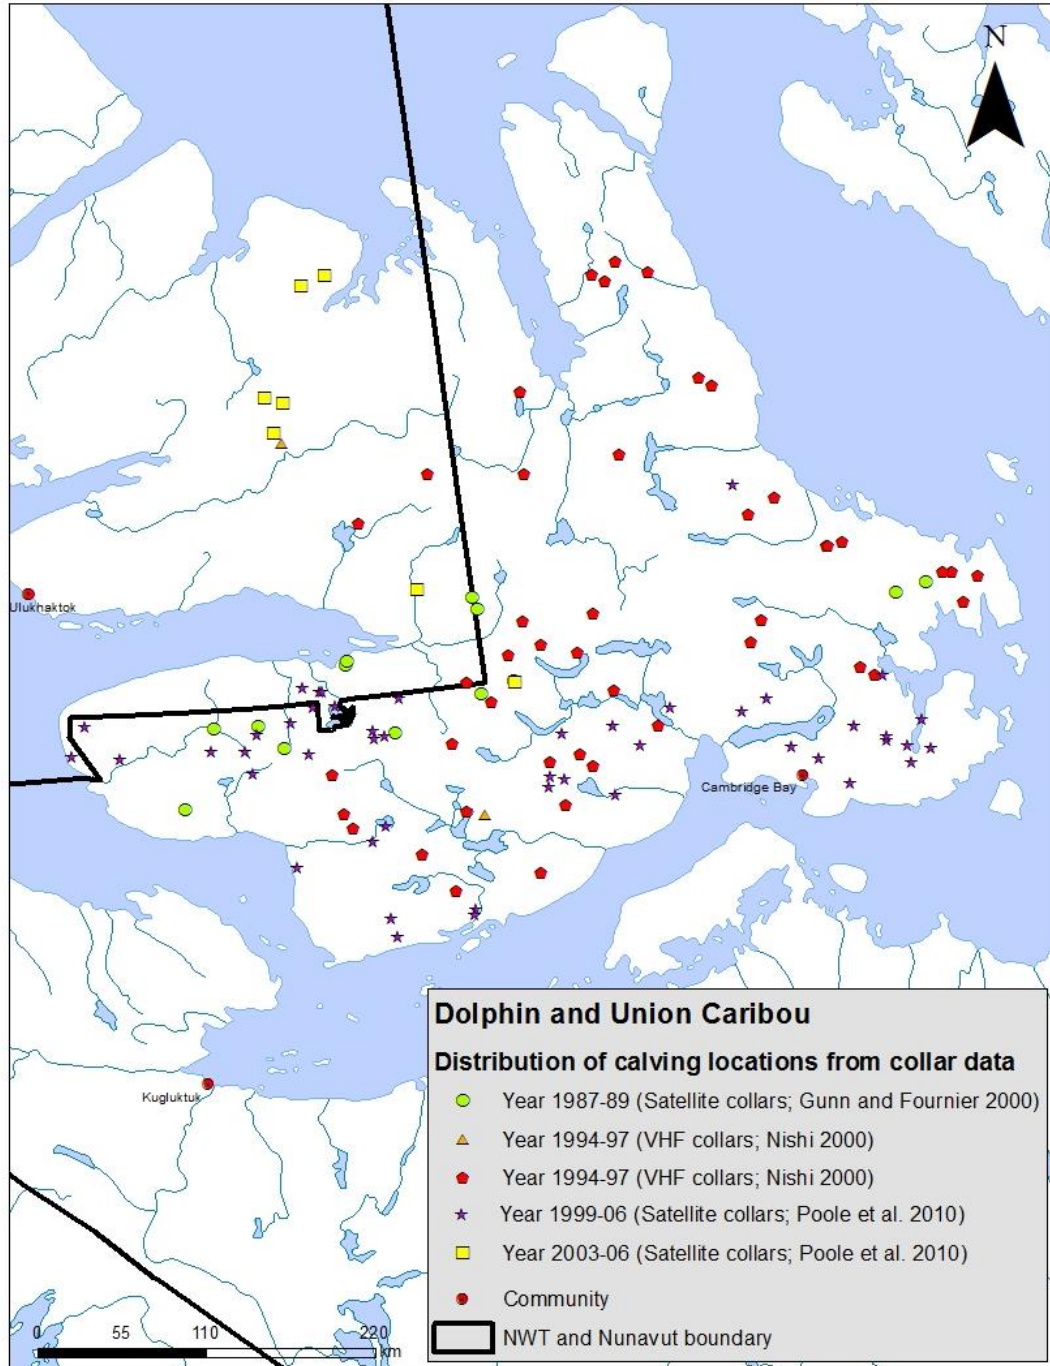 N
Ulukhaktok
Cambridge Bay
Kugluktuk
Dolphin and Union Caribou
Distribution of calving locations from collar data
Year 1987-89 (Satellite collars; Gunn and Fournier 2000)
Year 1994-97 (VHF collars; Nishi 2000)
Year 1994-97 (VHF collars; Nishi 2000)
Year 1999-06 (Satellite collars; Poole et al. 2010)
Year 2003-06 (Satellite collars; Poole et al. 2010)
Community
NWT and Nunavut boundary
0 55 110 220
km